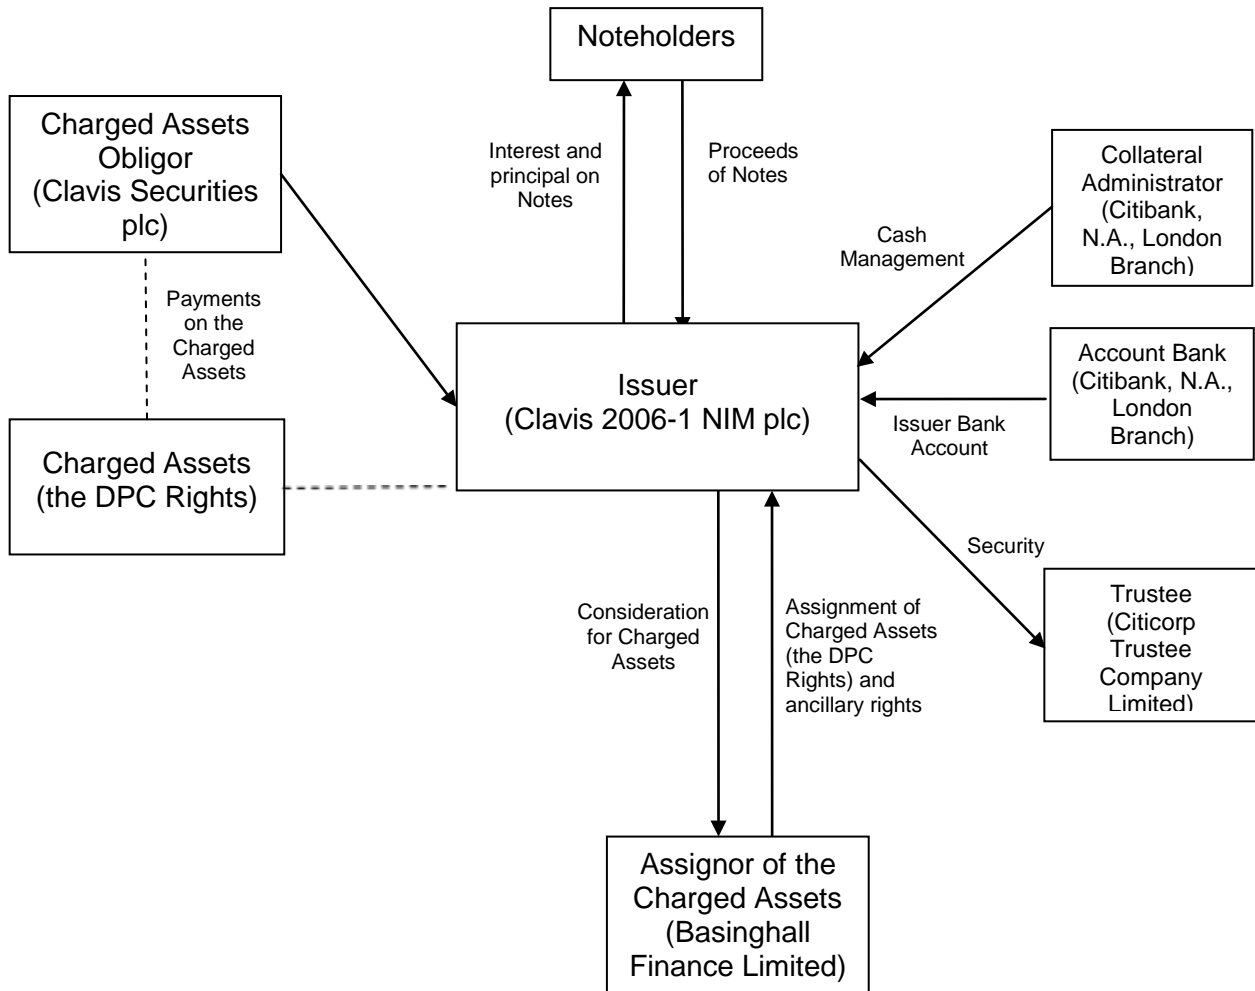 Noteholders
Charged Assets
Obligor
(Clavis Securities
plc)
Interest and
principal on
Notes
Proceeds
of Notes
Collateral
Administrator
(Citibank,
N.A., London
Branch)
Cash
Management
Payments
on the
Charged
Assets
Issuer
(Clavis 2006-1 NIM plc)
Account Bank
(Citibank, N.A.,
London
Branch)
Issuer Bank
Account
Charged Assets
(the DPC Rights)
Security
Consideration
for Charged
Assets
Assignment of
Charged Assets
(the DPC
Rights) and
ancillary rights
Trustee
(Citicorp
Trustee
Company
Limited)
Assignor of the
Charged Assets
(Basinghall
Finance Limited)